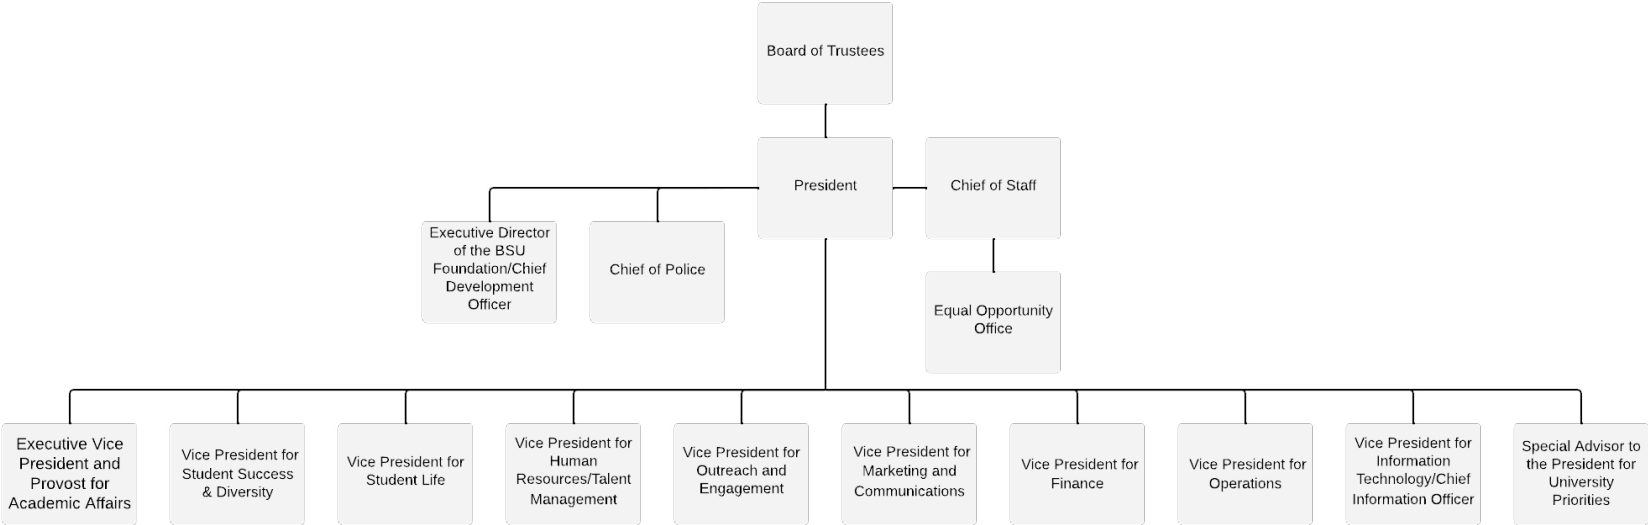 Board of Trustees
President
Chief of Staff
Executive Director
of the BSU
Foundation/Chief
Development
Officer
Chief of Police
Equal Opportunity
Office
Executive Vice
President and
Provost for
Academic Affairs
Vice President for
Student Success
& Diversity
Vice President for
Student Life
Vice President for
Human
Resources/Talent
Management
Vice President for
Outreach and
Engagement
Vice President for
Marketing and
Communications
Vice President for
Finance
Vice President for
Operations
Vice President for
Information
Technology/Chief
Information Officer
Special Advisor to
the President for
University
Priorities